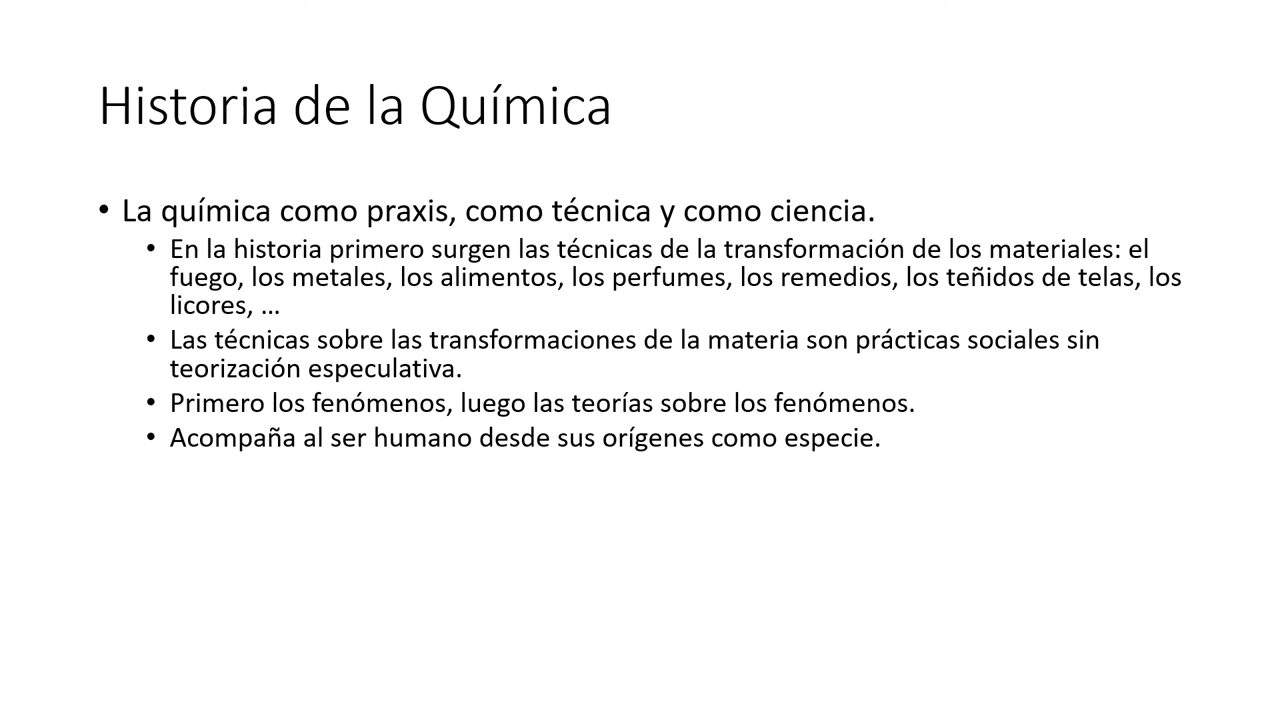 Historia de la Química
• La química como praxis, como técnica y como ciencia.
• En la historia primero surgen las técnicas de la transformación de los materiales: el
fuego, los metales, los alimentos, los perfumes, los remedios, los teñidos de telas, los
licores, …
• Las técnicas sobre las transformaciones de la materia son prácticas sociales sin
teorización especulativa.
• Primero los fenómenos, luego las teorías sobre los fenómenos.
• Acompaña al ser humano desde sus orígenes como especie.